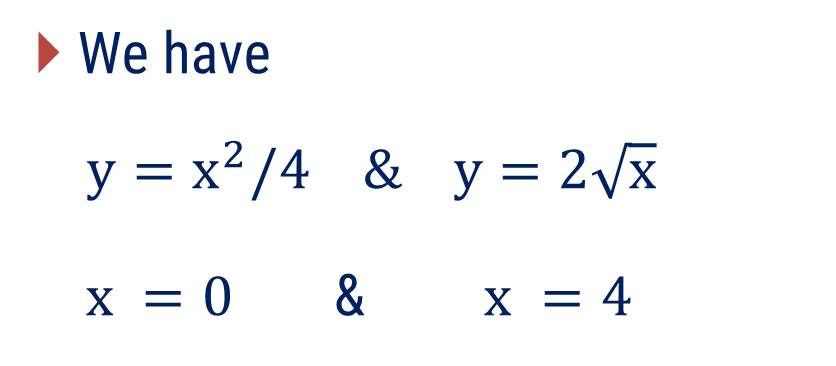 We have
y = x²/4 & y = 2√x
x = 0 & x = 4